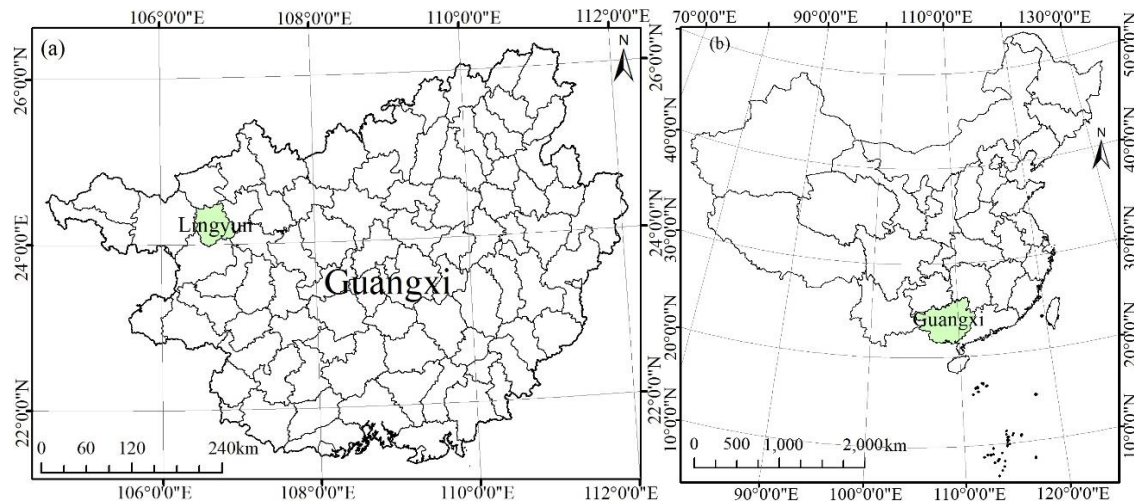 106°0'0"E 108°0'0"E 110°0'0"E 112°0'0"E
(a)
N
26°0'0"N
24°0'0"E
22°0'0"N
Lingyun
Guangxi
26°0'0"N
24°0'0"N
22°0'0"N
0 60 120 240km
106°0'0"E 108°0'0"E 110°0'0"E 112°0'0"E
70°0'0"E 90°0'0"E 110°0'0"E 130°0'0"E
(b)
N
40°0'0"N
30°0'0"N
20°0'0"N
10°0'0"N
Guangxi
50°0'0"N
40°0'0"N
30°0'0"N
20°0'0"N
10°0'0"N
0 500 1,000 2,000km
90°0'0"E 100°0'0"E 110°0'0"E 120°0'0"E